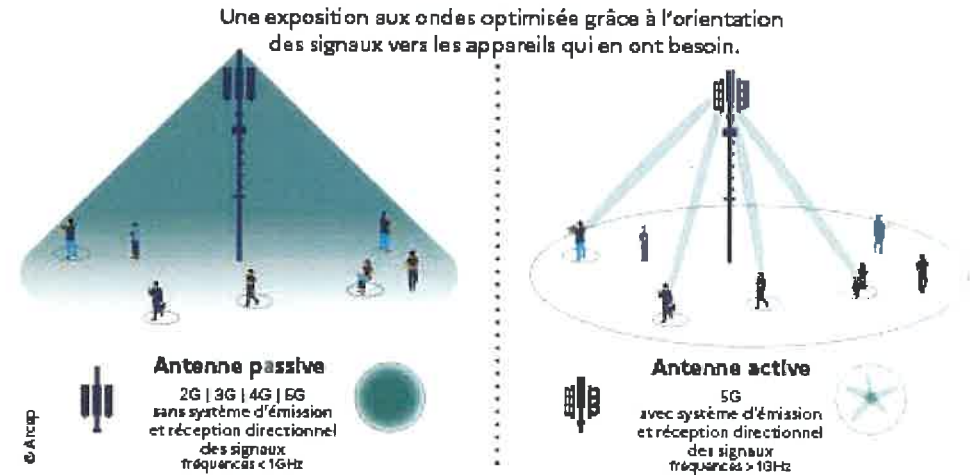 Une exposition aux ondes optimisée grâce à l'orientation
des signaux vers les appareils qui en ont besoin.
Antenne passive
2G | 3G | 4G | 5G
sans système d'émission
et réception directionnel
des signaux
fréquences < 1GHz
© Arcep
Antenne active
5G
avec système d'émission
et réception directionnel
des signaux
fréquences > 1GHz